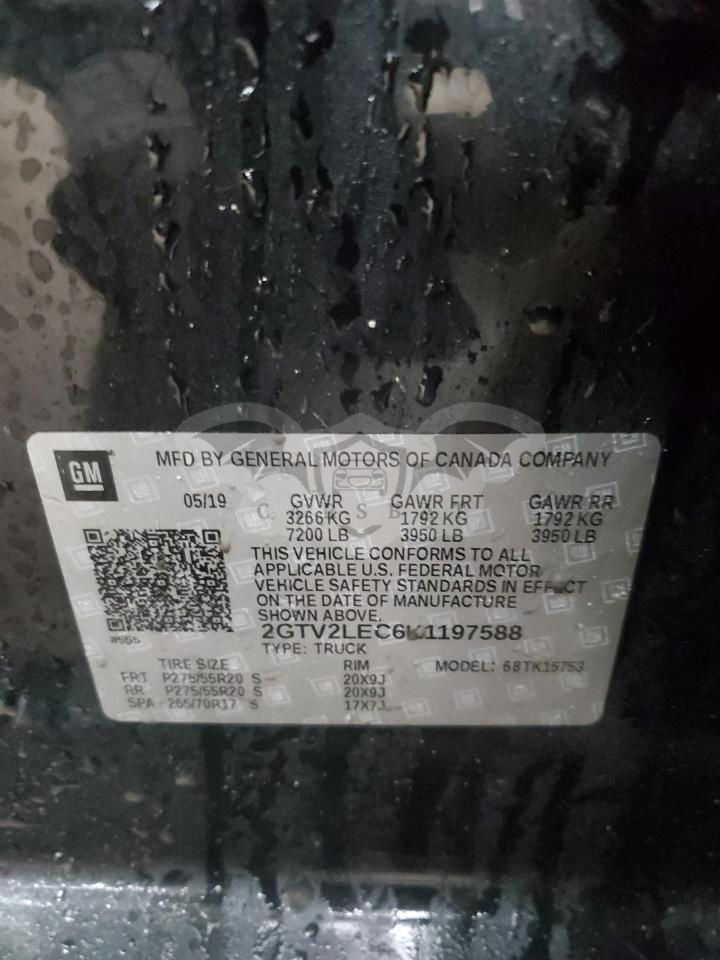 GM
MFD BY GENERAL MOTORS OF CANADA COMPANY
05/19 GVWR GAWR FRT GAWR RR
3266 KG 1792 KG 1792 KG
7200 LB 3950 LB 3950 LB
THIS VEHICLE CONFORMS TO ALL
APPLICABLE U.S. FEDERAL MOTOR
VEHICLE SAFETY STANDARDS IN EFFECT
ON THE DATE OF MANUFACTURE
SHOWN ABOVE.
2GTV2LEC6K1197588
#555 TYPE: TRUCK
TIRE SIZE RIM MODEL: 68TK15753
FRT P275/55R20 S 20X9J
RR P275/55R20 S 20X9J
SPA 265/70R17 S 17X7J